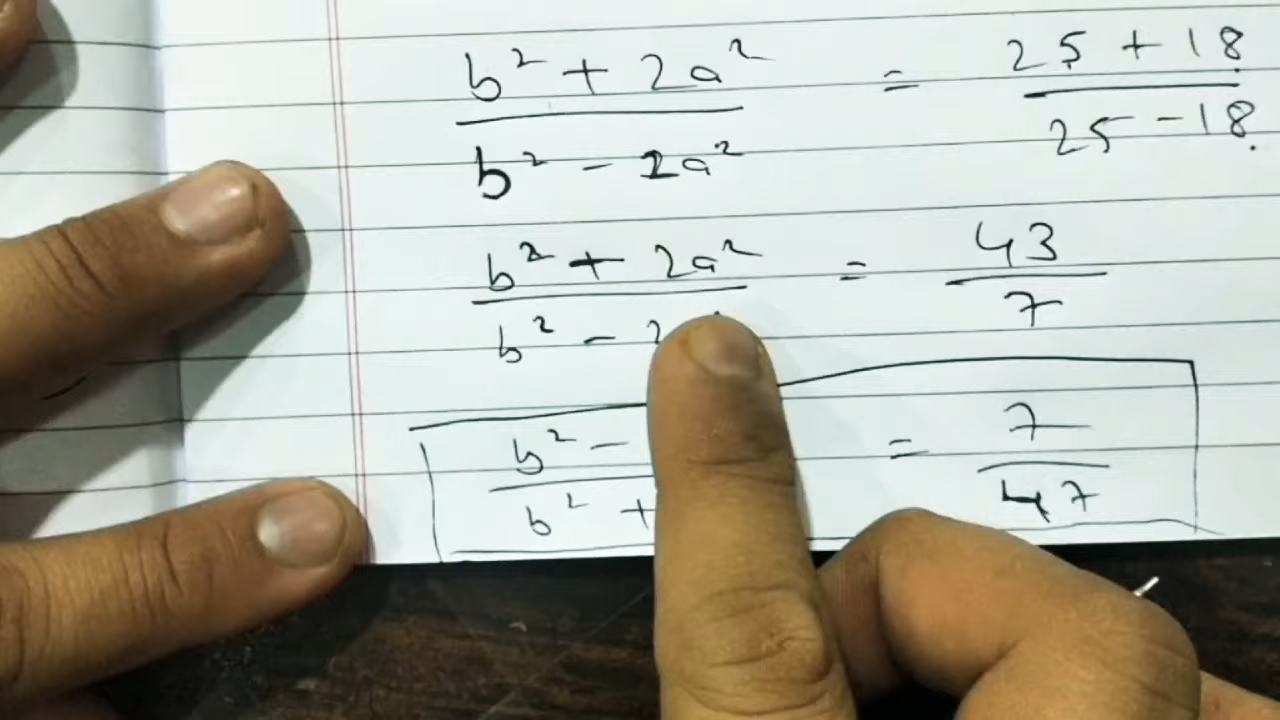 b² + 2a² / b² - 2a² = 25 + 18 / 25 - 18
b² + 2a² / b² - 2 = 43 / 7
b² - / b² + = 7 / 47